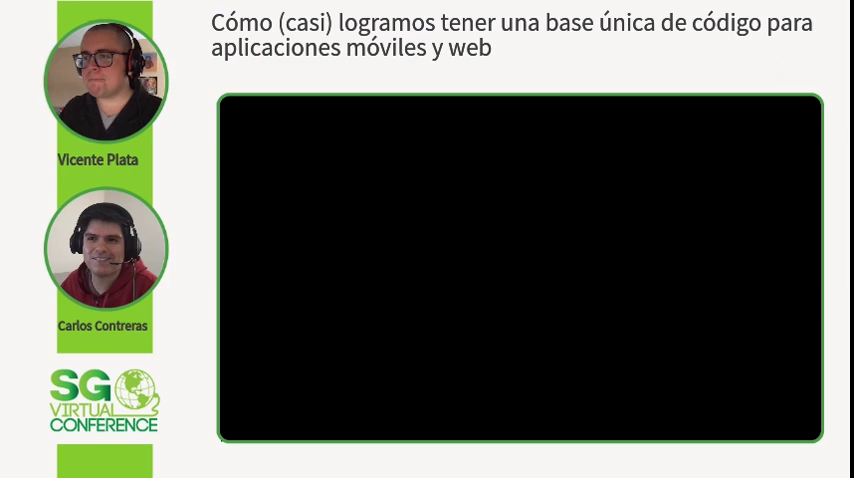 Cómo (casi) logramos tener una base única de código para
aplicaciones móviles y web
Vicente Plata
Carlos Contreras
SG
VIRTUAL
CONFERENCE